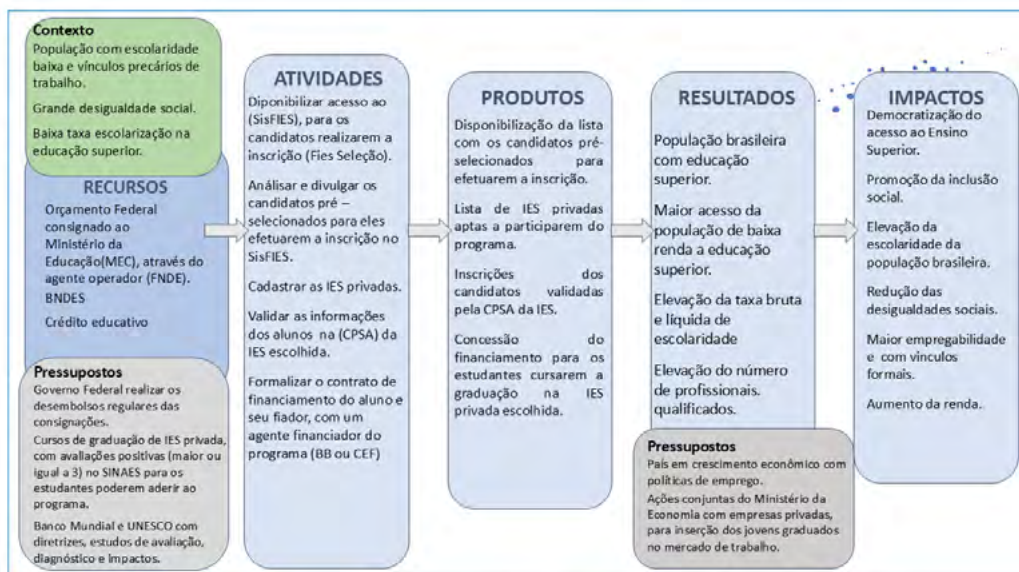 Contexto
População com escolaridade
baixa e vínculos precários de
trabalho.
Grande desigualdade social.
Baixa taxa escolarização na
educação superior.
RECURSOS
Orçamento Federal
consignado ao
Ministério da
Educação(MEC), através do
agente operador (FNDE).
BNDES
Crédito educativo
Pressupostos
Governo Federal realizar os
desembolsos regulares das
consignações.
Cursos de graduação de IES privada,
com avaliações positivas (maior ou
igual a 3) no SINAES para os
estudantes poderem aderir ao
programa.
Banco Mundial e UNESCO com
diretrizes, estudos de avaliação,
diagnóstico e impactos.
ATIVIDADES
Diponibilizar acesso ao
(SisFIES), para os
candidatos realizarem a
inscrição (Fies Seleção).
Análisar e divulgar os
candidatos pré –
selecionados para eles
efetuarem a inscrição no
SisFIES.
Cadastrar as IES privadas.
Validar as informações
dos alunos na (CPSA) da
IES escolhida.
Formalizar o contrato de
financiamento do aluno e
seu fiador, com um
agente financiador do
programa (BB ou CEF)
PRODUTOS
Disponibilização da lista
com os candidatos pré-
selecionados para
efetuarem a inscrição.
Lista de IES privadas
aptas a participarem do
programa.
Inscrições dos
candidatos validadas
pela CPSA da IES.
Concessão do
financiamento para os
estudantes cursarem a
graduação na IES
privada escolhida.
RESULTADOS
População brasileira
com educação
superior.
Maior acesso da
população de baixa
renda a educação
superior.
Elevação da taxa bruta
e líquida de
escolaridade
Elevação do número
de profissionais.
qualificados.
Pressupostos
País em crescimento econômico com
políticas de emprego.
Ações conjuntas do Ministério da
Economia com empresas privadas,
para inserção dos jovens graduados
no mercado de trabalho.
IMPACTOS
Democratização do
acesso ao Ensino
Superior.
Promoção da inclusão
social.
Elevação da
escolaridade da
população brasileira.
Redução das
desigualdades sociais.
Maior empregabilidade
e com vínculos
formais.
Aumento da renda.